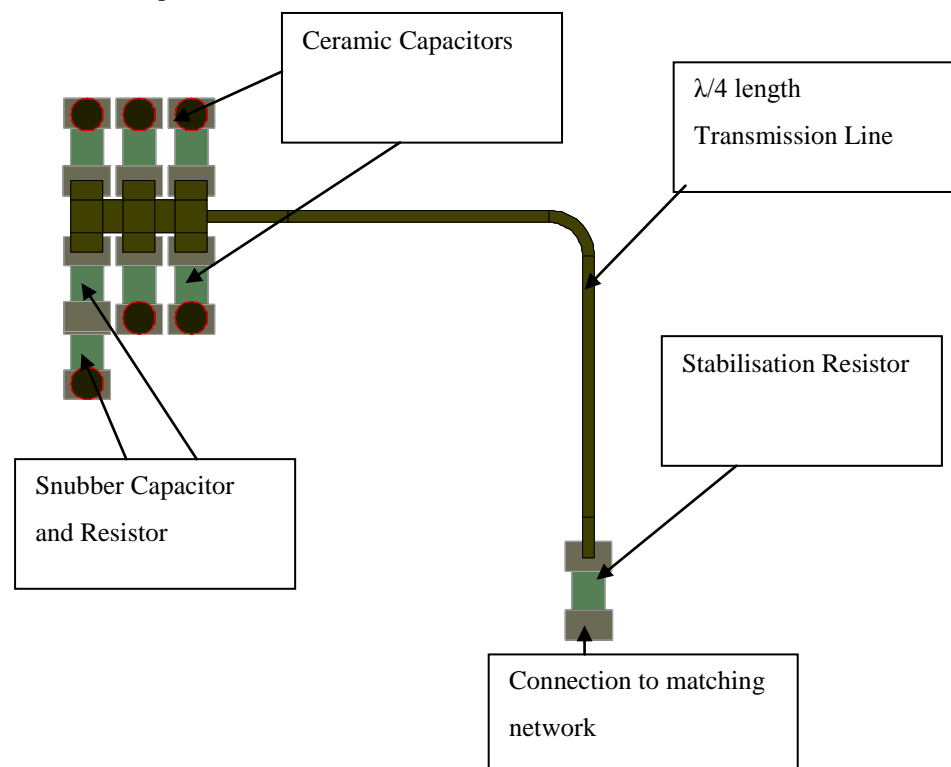 Ceramic Capacitors
λ/4 length
Transmission Line
Stabilisation Resistor
Snubber Capacitor
and Resistor
Connection to matching
network